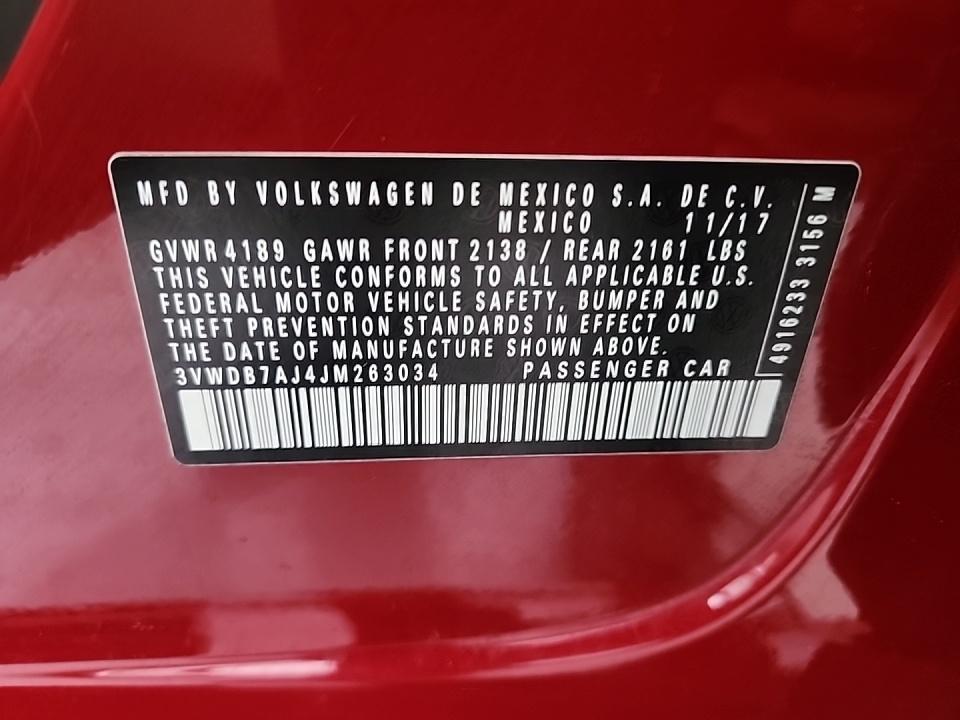 MFD BY VOLKSWAGEN DE MEXICO S.A. DE C.V.
MEXICO 11/17
GVWR 4189 GAWR FRONT 2138 / REAR 2161 LBS
THIS VEHICLE CONFORMS TO ALL APPLICABLE U.S.
FEDERAL MOTOR VEHICLE SAFETY, BUMPER AND
THEFT PREVENTION STANDARDS IN EFFECT ON
THE DATE OF MANUFACTURE SHOWN ABOVE.
3VWDB7AJ4JM263034 PASSENGER CAR
4916233 3156 M